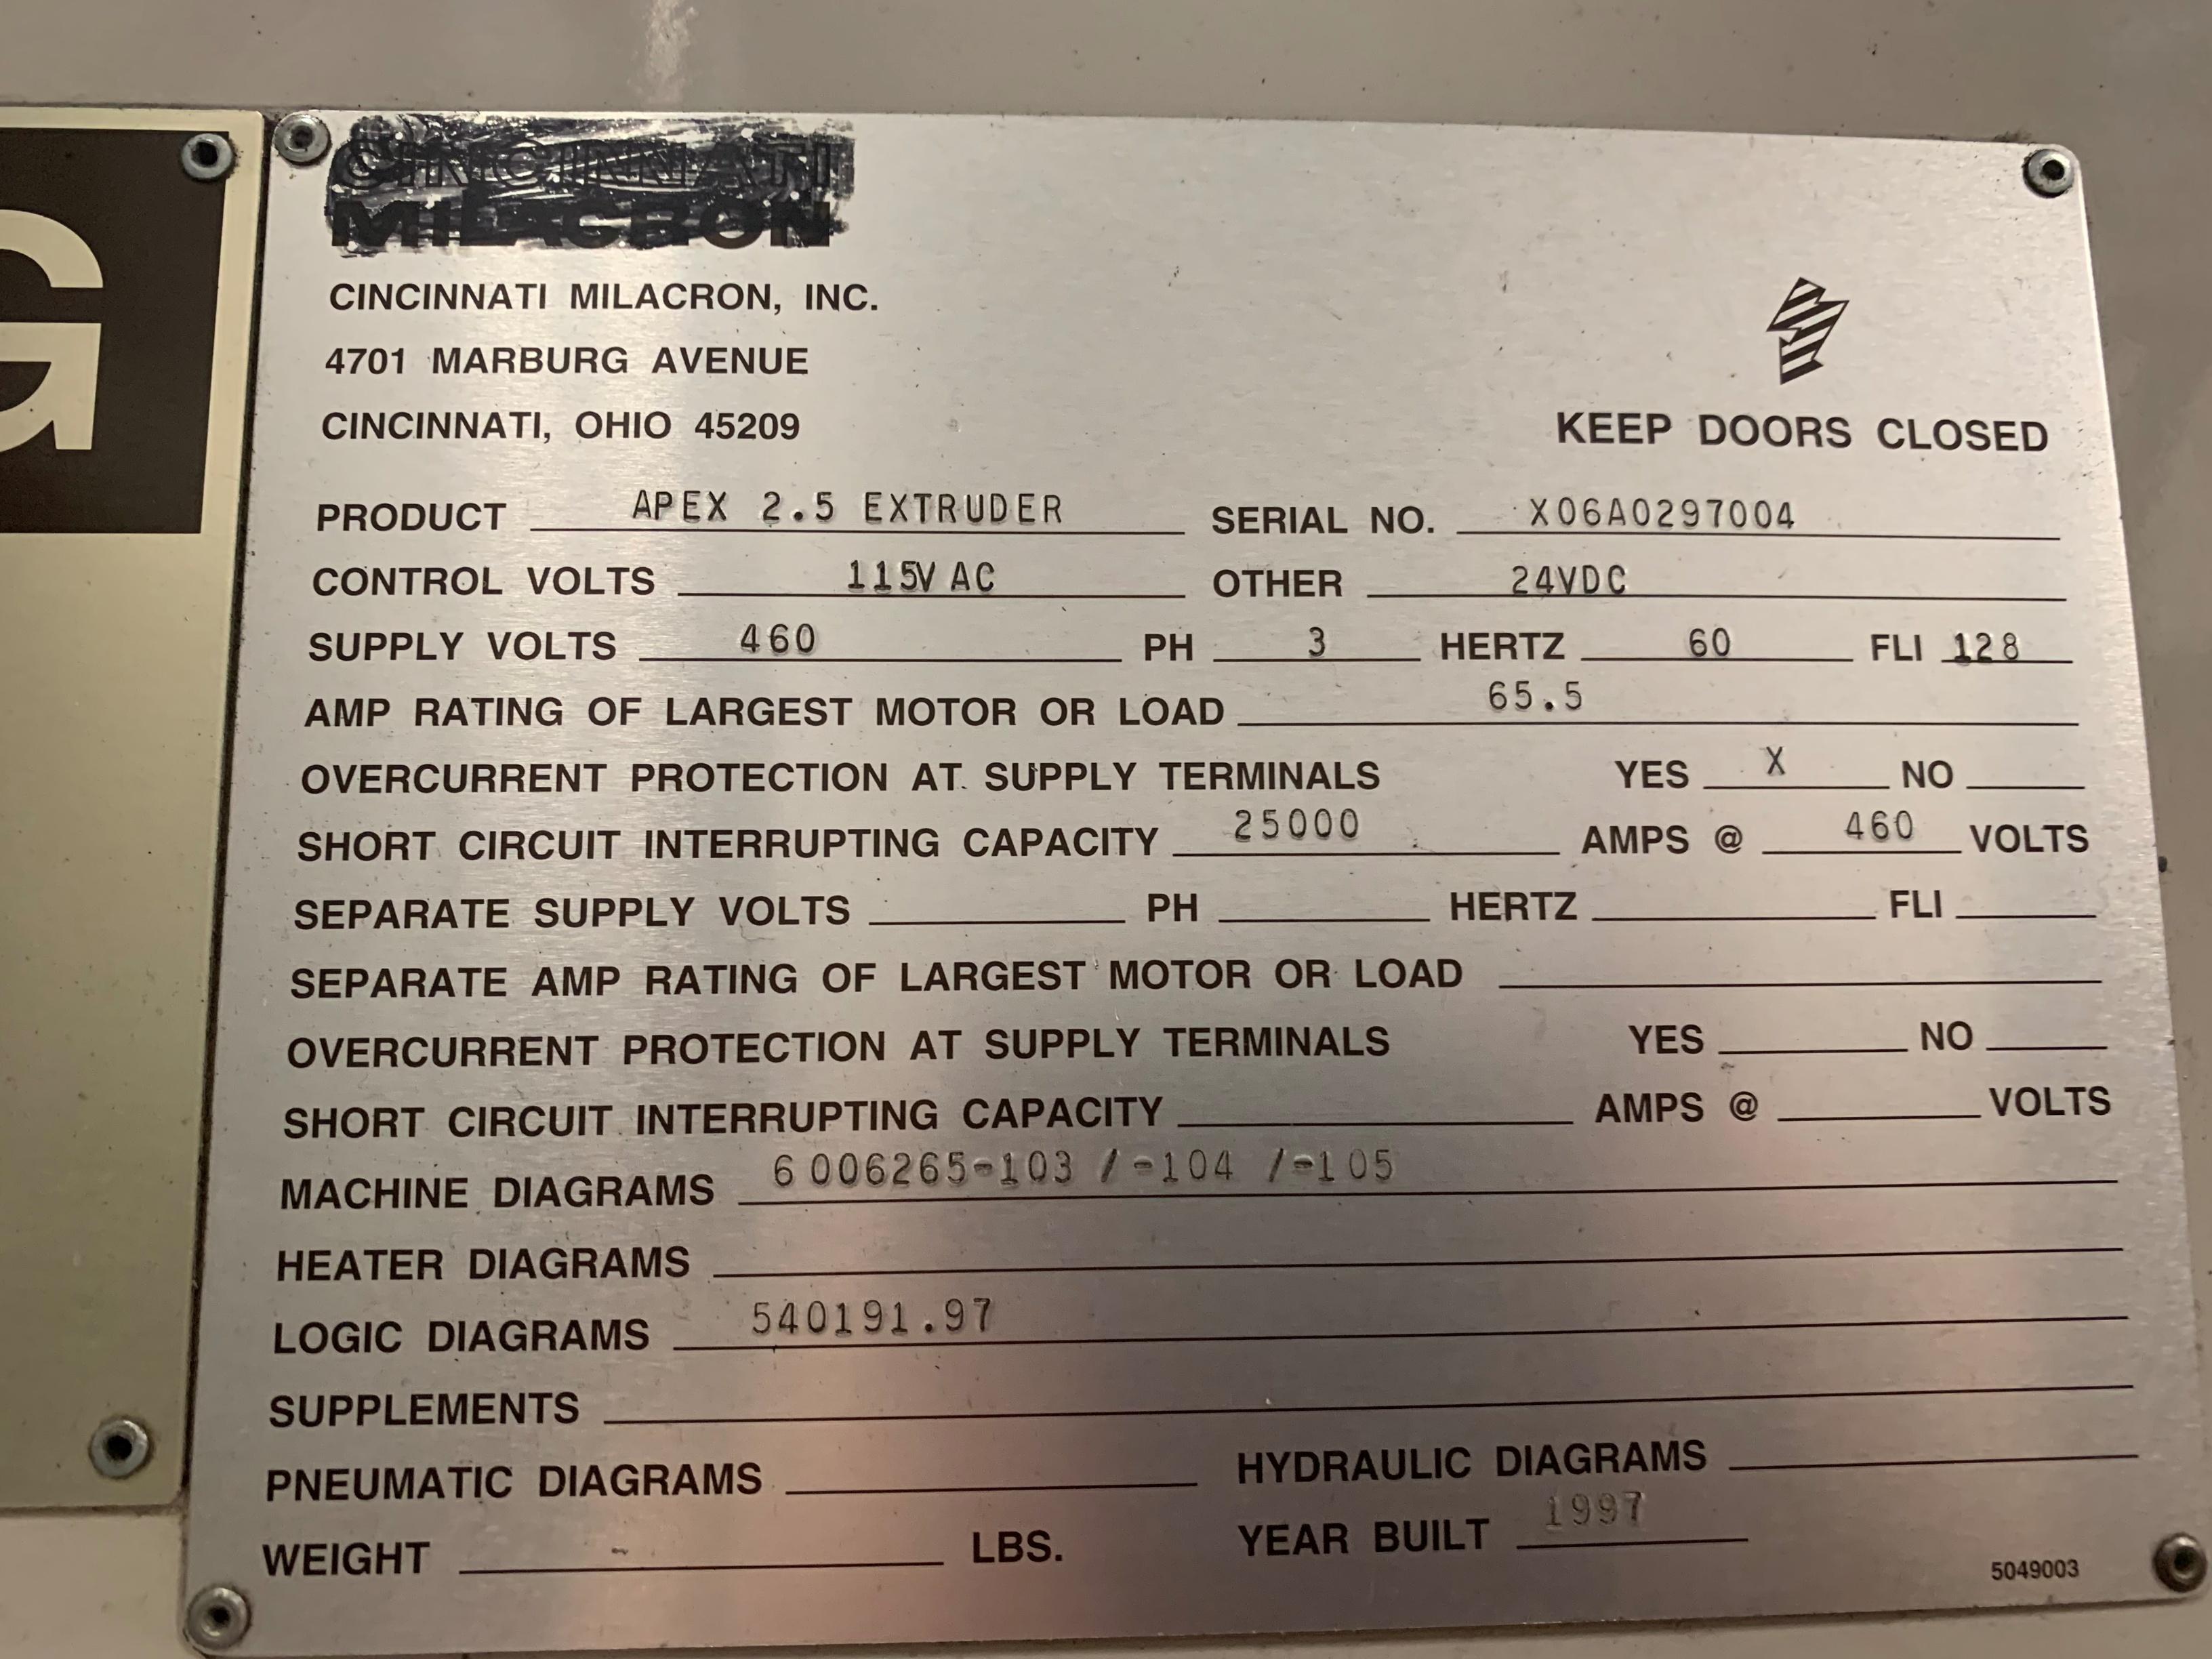 G
CINCINNATI
MILACRON
CINCINNATI MILACRON, INC.
4701 MARBURG AVENUE
CINCINNATI, OHIO 45209
KEEP DOORS CLOSED
PRODUCT APEX 2.5 EXTRUDER SERIAL NO. X06A0297004
CONTROL VOLTS 115V AC OTHER 24VDC
SUPPLY VOLTS 460 PH 3 HERTZ 60 FLI 128
AMP RATING OF LARGEST MOTOR OR LOAD 65.5
OVERCURRENT PROTECTION AT SUPPLY TERMINALS YES X NO
SHORT CIRCUIT INTERRUPTING CAPACITY 25000 AMPS @ 460 VOLTS
SEPARATE SUPPLY VOLTS PH HERTZ FLI
SEPARATE AMP RATING OF LARGEST MOTOR OR LOAD
OVERCURRENT PROTECTION AT SUPPLY TERMINALS YES NO
SHORT CIRCUIT INTERRUPTING CAPACITY AMPS @ VOLTS
MACHINE DIAGRAMS 6006265-103 /-104 /-105
HEATER DIAGRAMS
LOGIC DIAGRAMS 540191.97
SUPPLEMENTS
PNEUMATIC DIAGRAMS HYDRAULIC DIAGRAMS
WEIGHT LBS. YEAR BUILT 1997
5049003